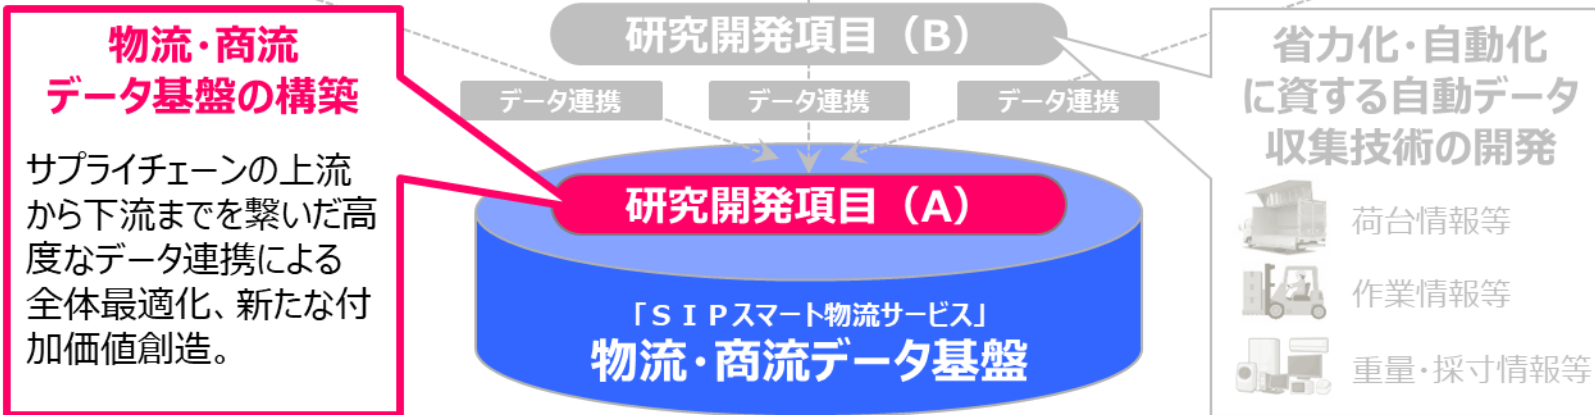 物流・商流
データ基盤の構築
サプライチェーンの上流
から下流までを繋いだ高
度なデータ連携による
全体最適化、新たな付
加価値創造。
研究開発項目（B）
データ連携
データ連携
データ連携
研究開発項目（A）
「ＳＩＰスマート物流サービス」
物流・商流データ基盤
省力化・自動化
に資する自動データ
収集技術の開発
荷台情報等
作業情報等
重量・採寸情報等